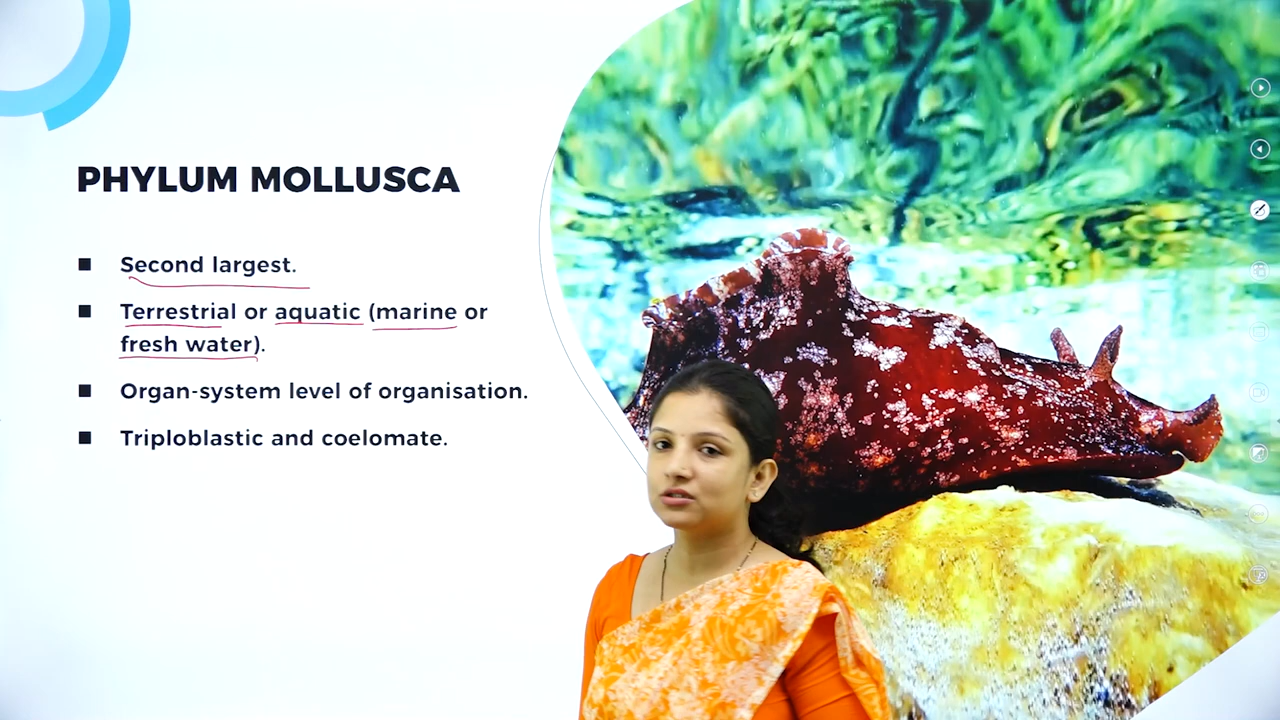 PHYLUM MOLLUSCA
■ Second largest.
■ Terrestrial or aquatic (marine or
fresh water).
■ Organ-system level of organisation.
■ Triploblastic and coelomate.